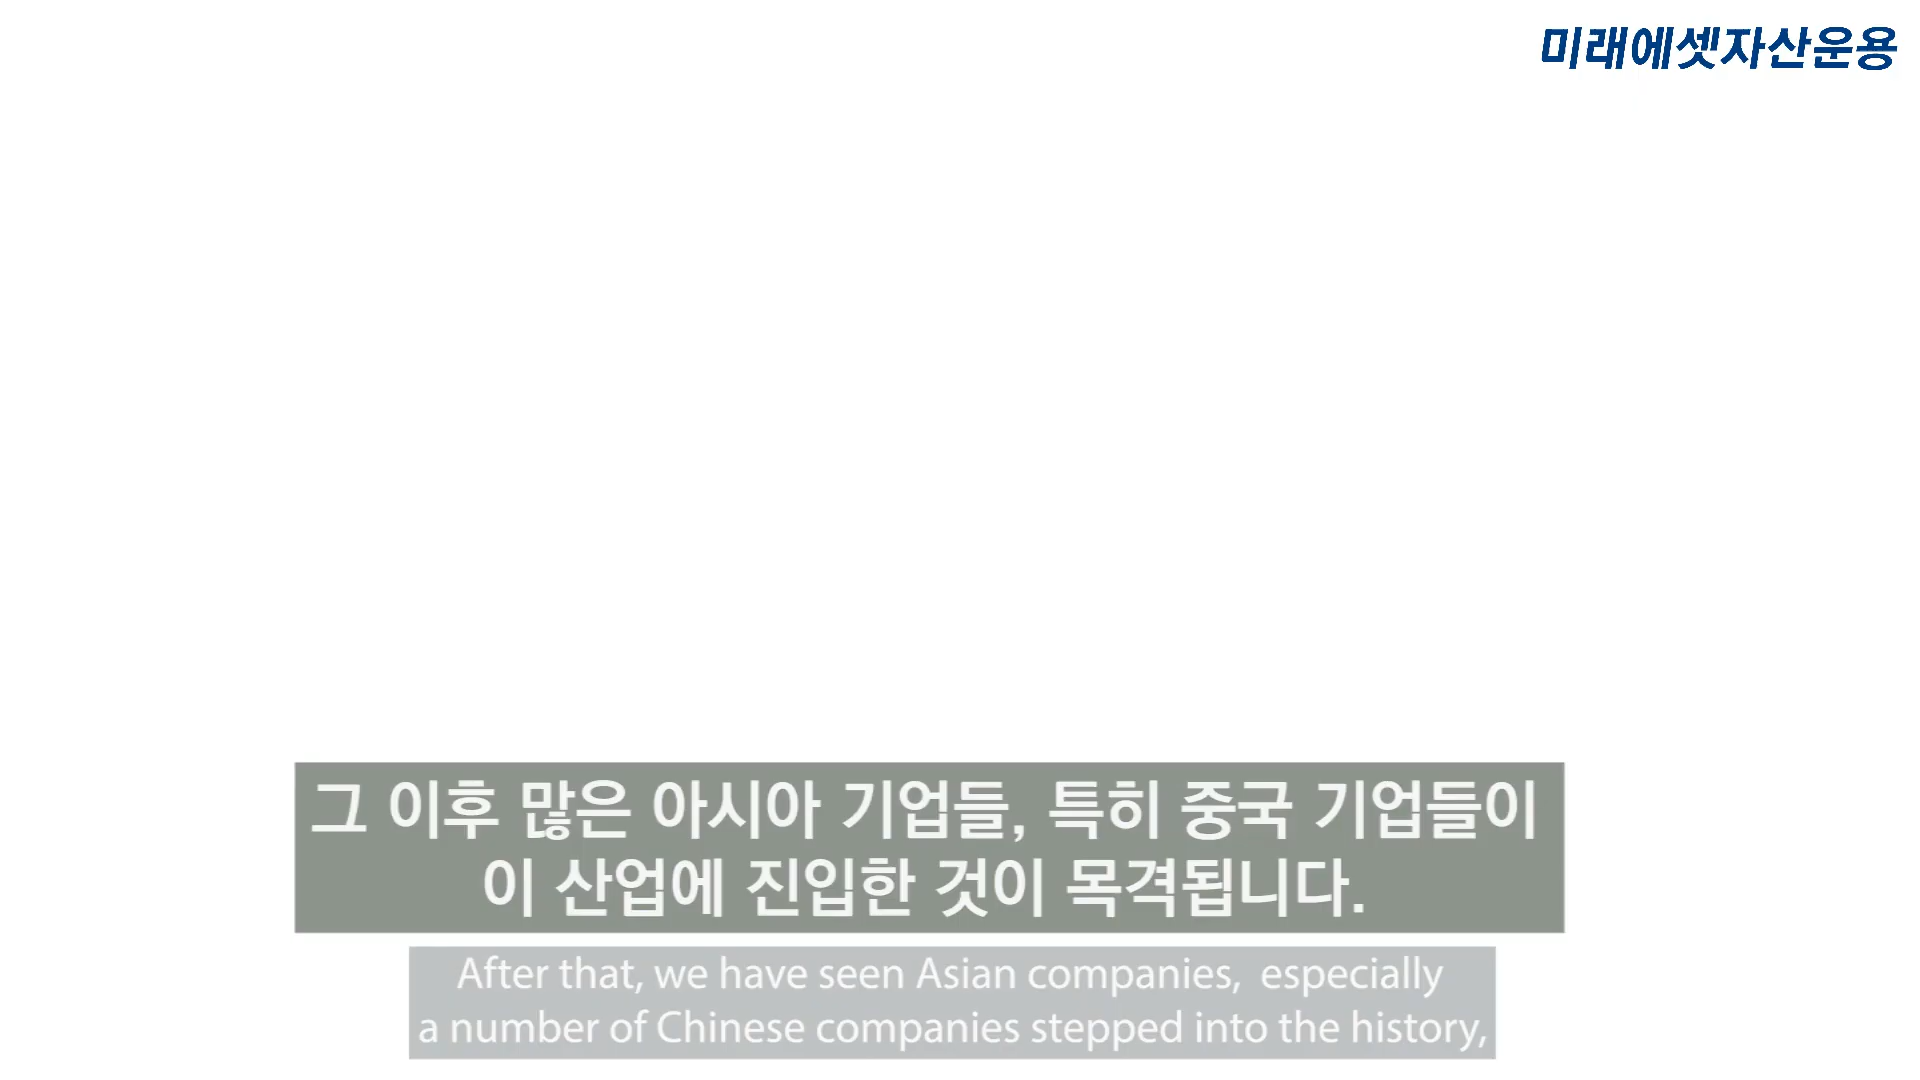 미래에셋자산운용
그 이후 많은 아시아 기업들, 특히 중국 기업들이
이 산업에 진입한 것이 목격됩니다.
After that, we have seen Asian companies,  especially
a number of Chinese companies stepped into the history,